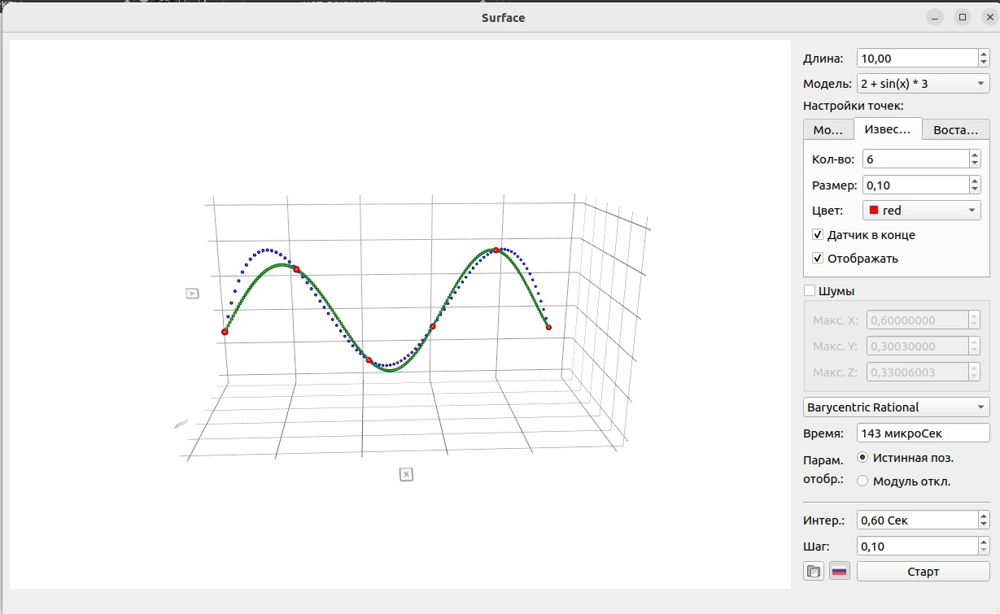 Surface
Длина: 10,00
Модель: 2 + sin(x) * 3
Настройки точек:
Мо... Извес... Воста...
Кол-во: 6
Размер: 0,10
Цвет: red
Датчик в конце
Отображать
Шумы
Макс. X: 0,60000000
Макс. Y: 0,30030000
Макс. Z: 0,33006003
Barycentric Rational
Время: 143 микроСек
Парам. отобр.:
Истинная поз.
Модуль откл.
Интер.: 0,60 Сек
Шаг: 0,10
Старт
Y
X